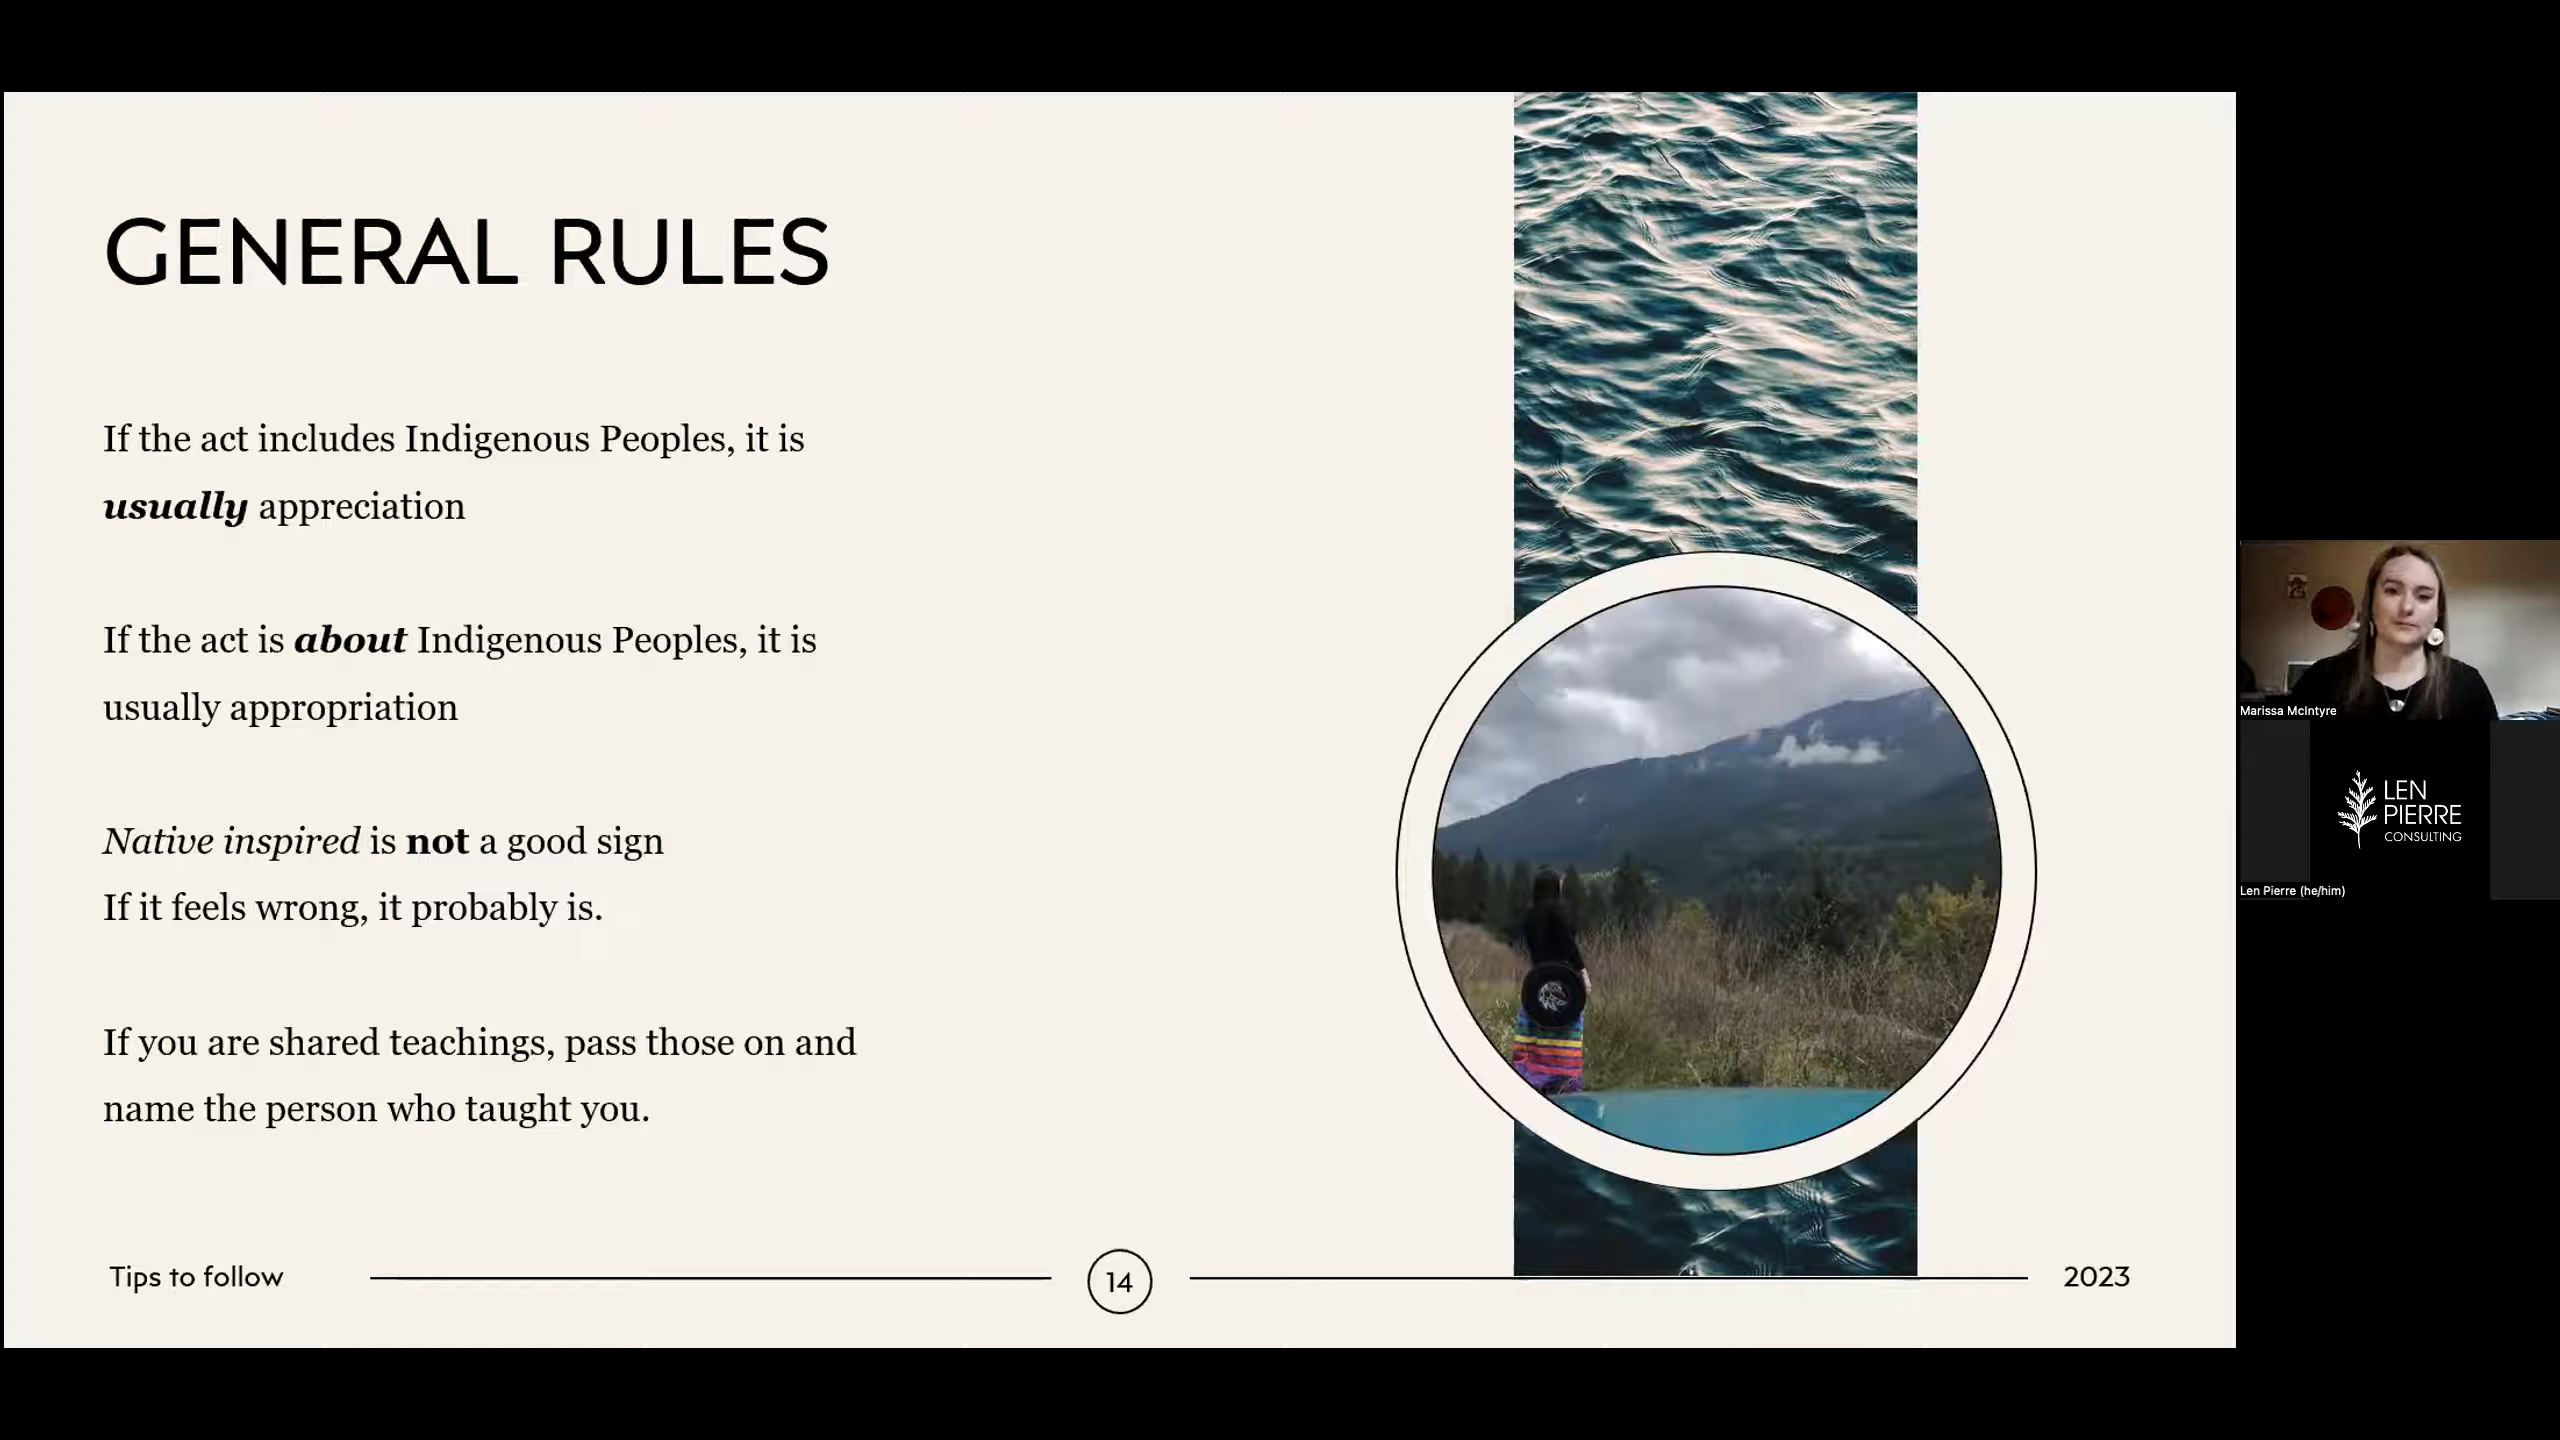 GENERAL RULES
If the act includes Indigenous Peoples, it is
usually appreciation
If the act is about Indigenous Peoples, it is
usually appropriation
Native inspired is not a good sign
If it feels wrong, it probably is.
If you are shared teachings, pass those on and
name the person who taught you.
Tips to follow
14
2023
Marissa McIntyre
LEN
PIERRE
CONSULTING
Len Pierre (he/him)